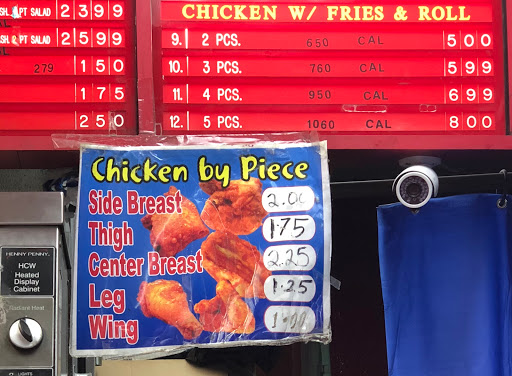 SH & PT SALAD 2399
SH & PT SALAD 2599
279 150
175
250
CHICKEN W/ FRIES & ROLL
9. 2 PCS. 650 CAL 500
10. 3 PCS. 760 CAL 599
11. 4 PCS. 950 CAL 699
12. 5 PCS. 1060 CAL 800
Chicken by Piece
Side Breast 2.00
Thigh 1.75
Center Breast 2.25
Leg 1.25
Wing 1.00
HENNY PENNY
HCW
Heated
Display
Cabinet
Radiant Heat
LIGHTS